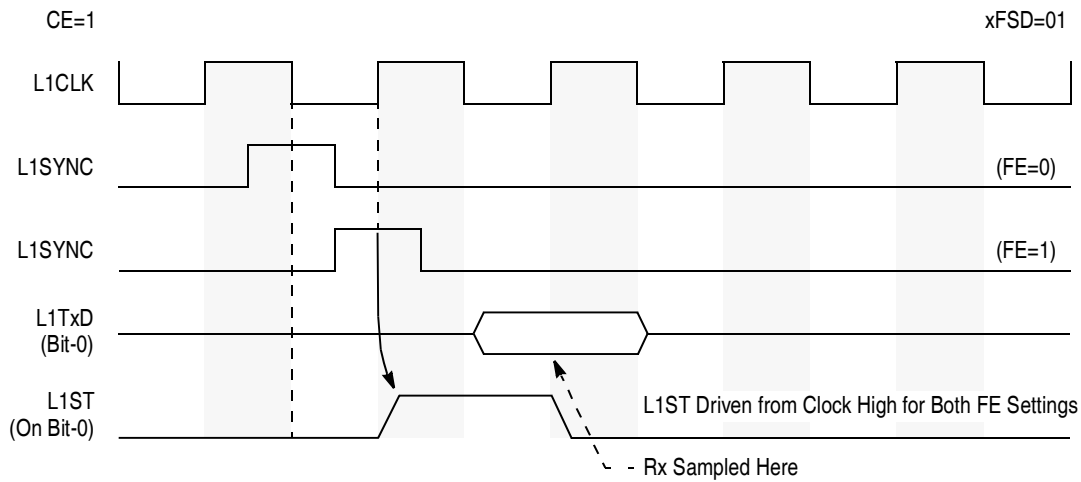 CE=1
xFSD=01
L1CLK
L1SYNC
(FE=0)
L1SYNC
(FE=1)
L1TxD
(Bit-0)
L1ST
(On Bit-0)
L1ST Driven from Clock High for Both FE Settings
Rx Sampled Here